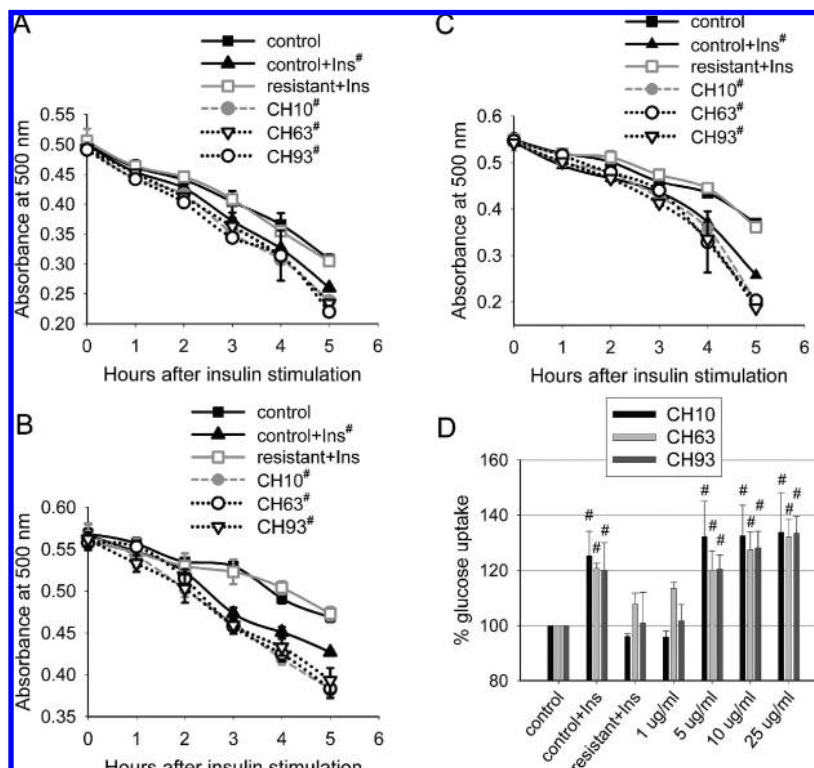 A
control
control+Ins#
resistant+Ins
CH10#
CH63#
CH93#
Absorbance at 500 nm
0.55
0.50
0.45
0.40
0.35
0.30
0.25
0.20
0 1 2 3 4 5 6
Hours after insulin stimulation
C
control
control+Ins#
resistant+Ins
CH10#
CH63#
CH93#
Absorbance at 500 nm
0.6
0.5
0.4
0.3
0.2
0 1 2 3 4 5 6
Hours after insulin stimulation
B
control
control+Ins#
resistant+Ins
CH10#
CH63#
CH93#
Absorbance at 500 nm
0.60
0.55
0.50
0.45
0.40
0.35
0 1 2 3 4 5 6
Hours after insulin stimulation
D
CH10
CH63
CH93
% glucose uptake
160
140
120
100
80
# # # # # # # # # # # #
control
control+Ins
resistant+Ins
1 ug/ml
5 ug/ml
10 ug/ml
25 ug/ml